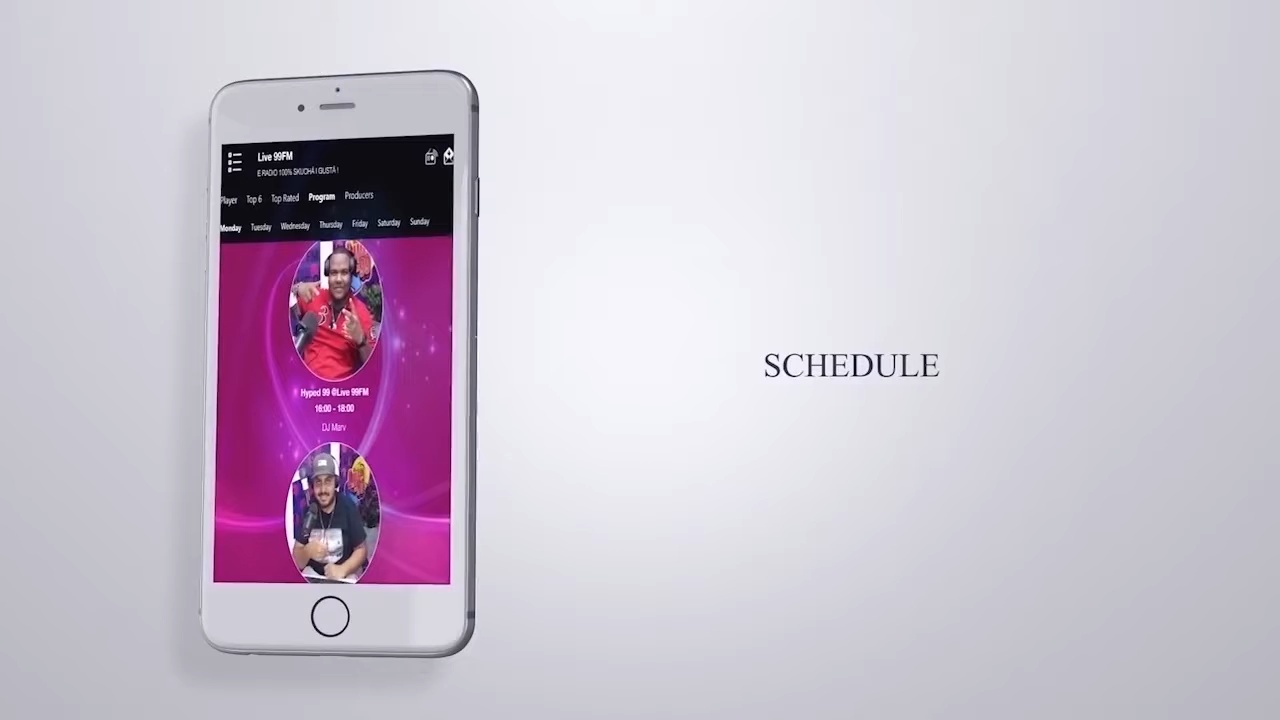 Live 99FM
E RADIO 100% SKUCHÁ I GUSTÁ !
Player Top 6 Top Rated Program Producers
Monday Tuesday Wednesday Thursday Friday Saturday Sunday
Hyped 99 @Live 99FM
16:00 - 18:00
DJ Marv
SCHEDULE